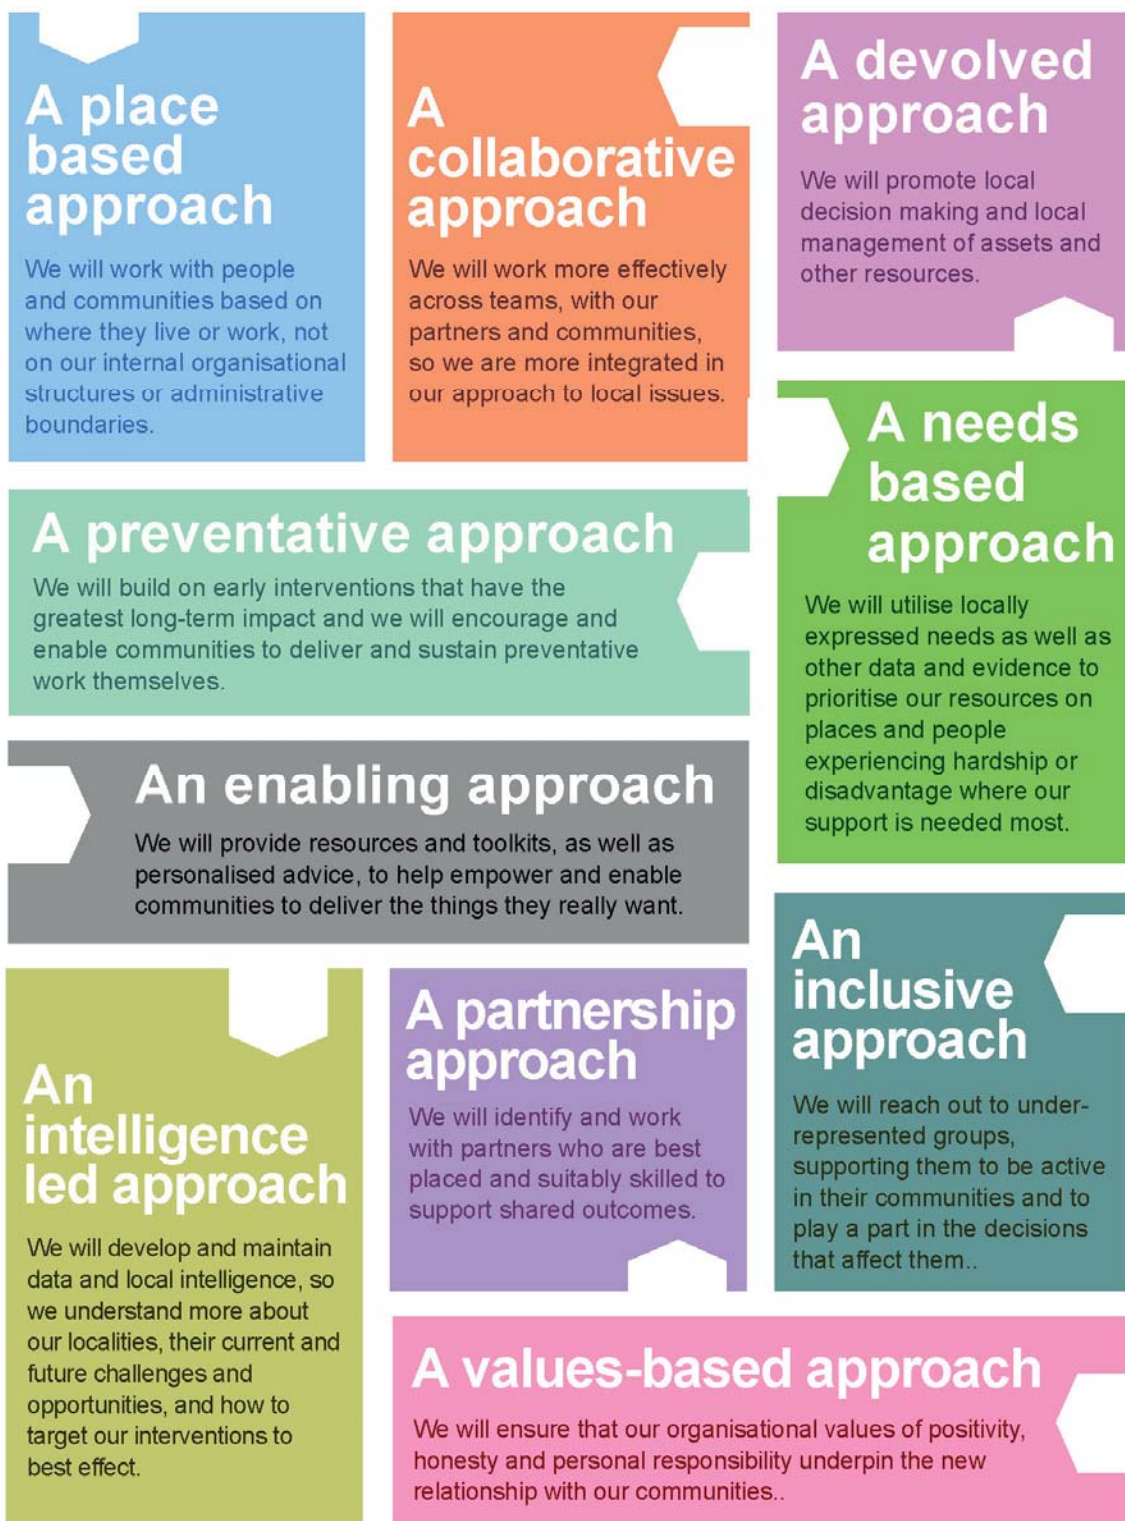 A place
based
approach
We will work with people
and communities based on
where they live or work, not
on our internal organisational
structures or administrative
boundaries.
A
collaborative
approach
We will work more effectively
across teams, with our
partners and communities,
so we are more integrated in
our approach to local issues.
A devolved
approach
We will promote local
decision making and local
management of assets and
other resources.
A preventative approach
We will build on early interventions that have the
greatest long-term impact and we will encourage and
enable communities to deliver and sustain preventative
work themselves.
A needs
based
approach
We will utilise locally
expressed needs as well as
other data and evidence to
prioritise our resources on
places and people
experiencing hardship or
disadvantage where our
support is needed most.
An enabling approach
We will provide resources and toolkits, as well as
personalised advice, to help empower and enable
communities to deliver the things they really want.
An
intelligence
led approach
We will develop and maintain
data and local intelligence, so
we understand more about
our localities, their current and
future challenges and
opportunities, and how to
target our interventions to
best effect.
A partnership
approach
We will identify and work
with partners who are best
placed and suitably skilled to
support shared outcomes.
An
inclusive
approach
We will reach out to under-
represented groups,
supporting them to be active
in their communities and to
play a part in the decisions
that affect them..
A values-based approach
We will ensure that our organisational values of positivity,
honesty and personal responsibility underpin the new
relationship with our communities..